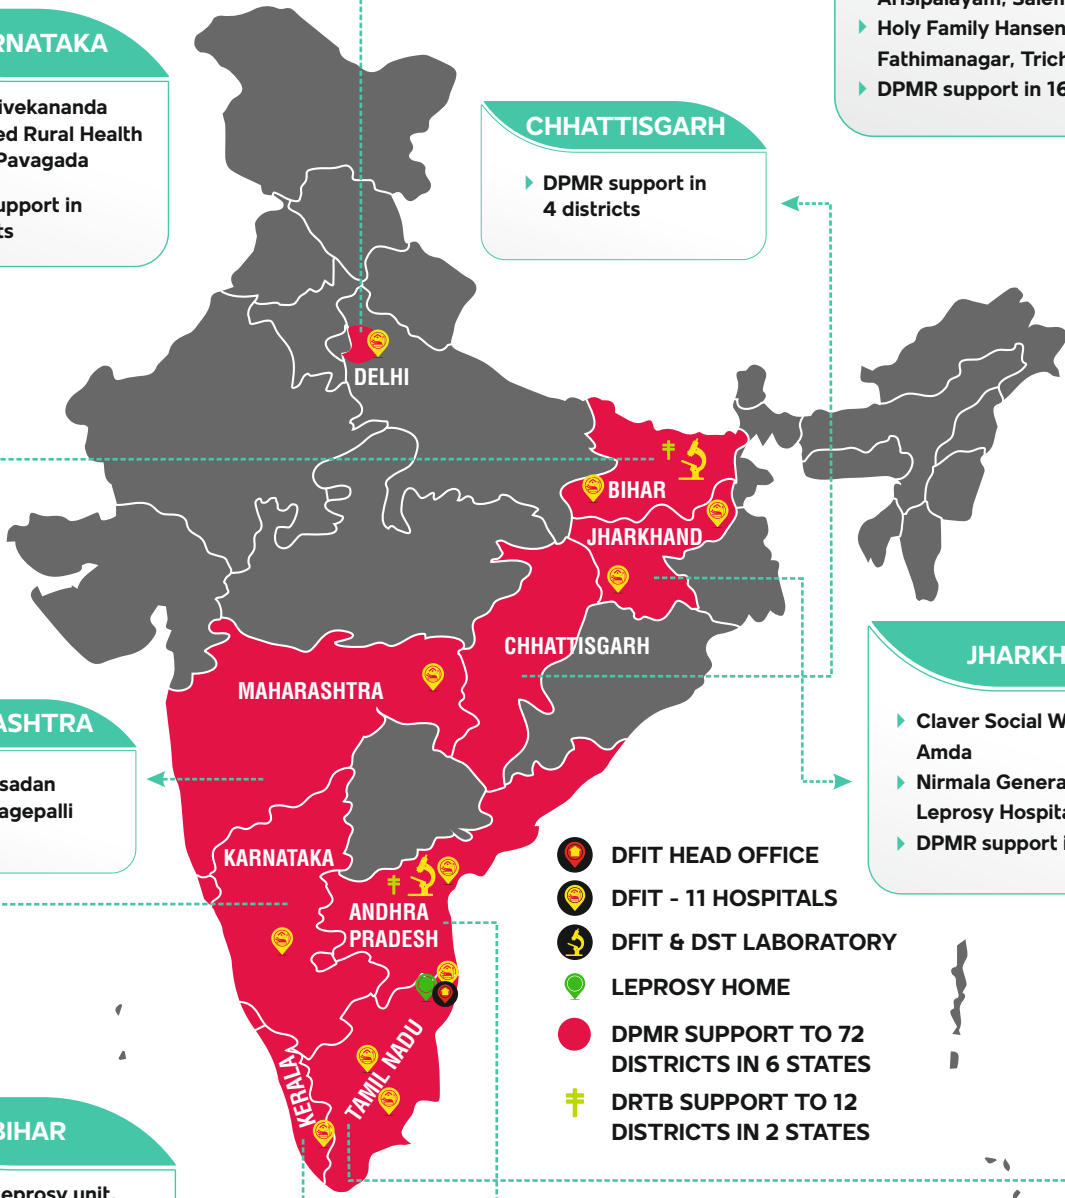 Arisipalayam, Salem
Holy Family Hansen
Fathimanagar, Trich
DPMR support in 16
RNATAKA
ivekananda
ed Rural Health
Pavagada
upport in
ts
CHHATTISGARH
DPMR support in
4 districts
DELHI
BIHAR
JHARKHAND
CHHATTISGARH
MAHARASHTRA
JHARKH
Claver Social W
Amda
Nirmala Genera
Leprosy Hospita
DPMR support i
ASHTRA
sadan
agepalli
KARNATAKA
ANDHRA
PRADESH
TAMIL NADU
KERALA
DFIT HEAD OFFICE
DFIT - 11 HOSPITALS
DFIT & DST LABORATORY
LEPROSY HOME
DPMR SUPPORT TO 72
DISTRICTS IN 6 STATES
DRTB SUPPORT TO 12
DISTRICTS IN 2 STATES
BIHAR
eprosy unit,